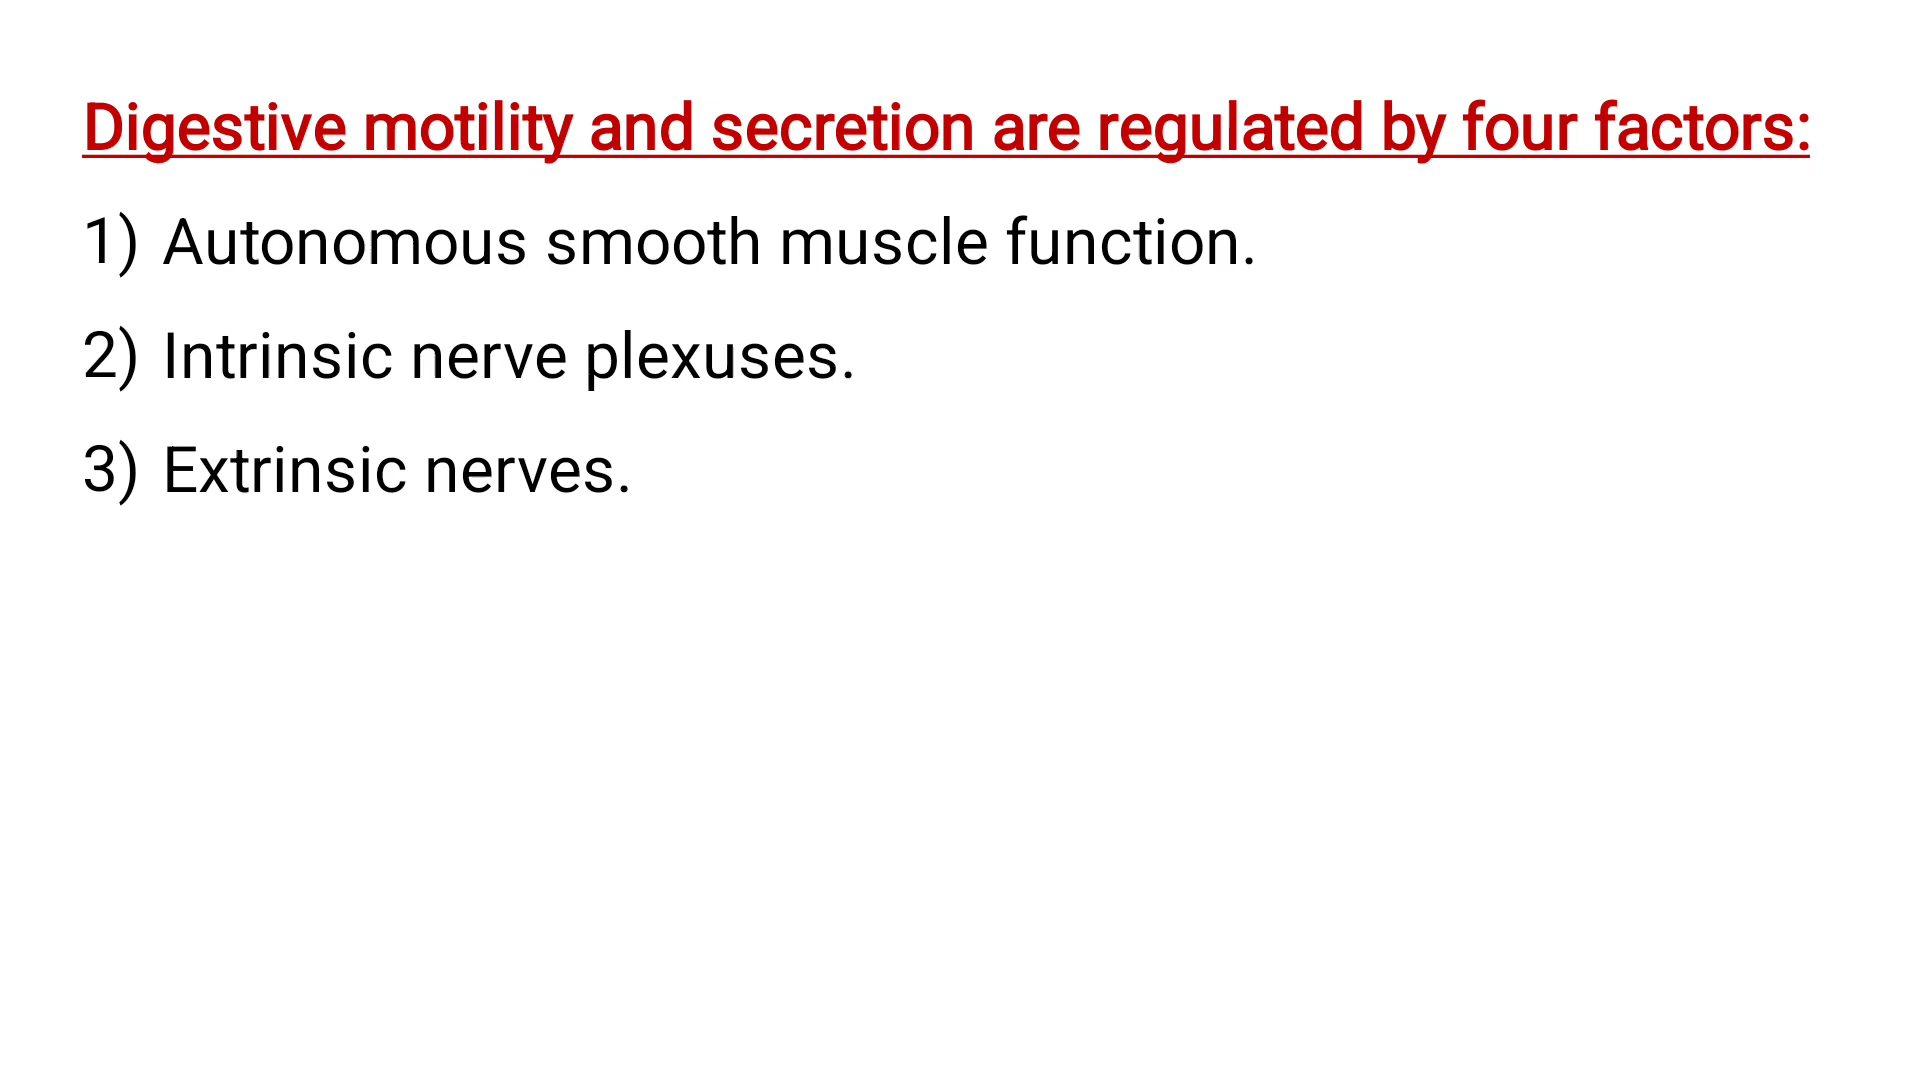 Digestive motility and secretion are regulated by four factors:
1) Autonomous smooth muscle function.
2) Intrinsic nerve plexuses.
3) Extrinsic nerves.